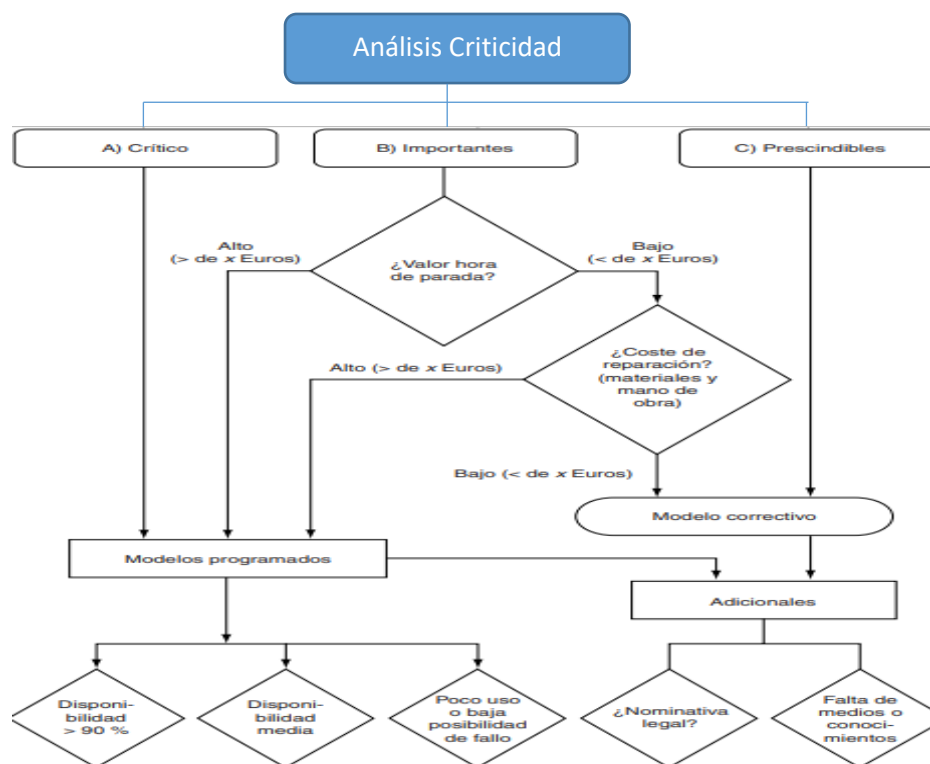 Análisis Criticidad
A) Crítico
B) Importantes
C) Prescindibles
Alto
(> de x Euros)
¿Valor hora
de parada?
Bajo
(< de x Euros)
Alto (> de x Euros)
¿Coste de
reparación?
(materiales y
mano de
obra)
Bajo (< de x Euros)
Modelo correctivo
Modelos programados
Adicionales
Disponi-
bilidad
> 90 %
Disponi-
bilidad
media
Poco uso
o baja
posibilidad
de fallo
¿Nominativa
legal?
Falta de
medios o
conoci-
mientos